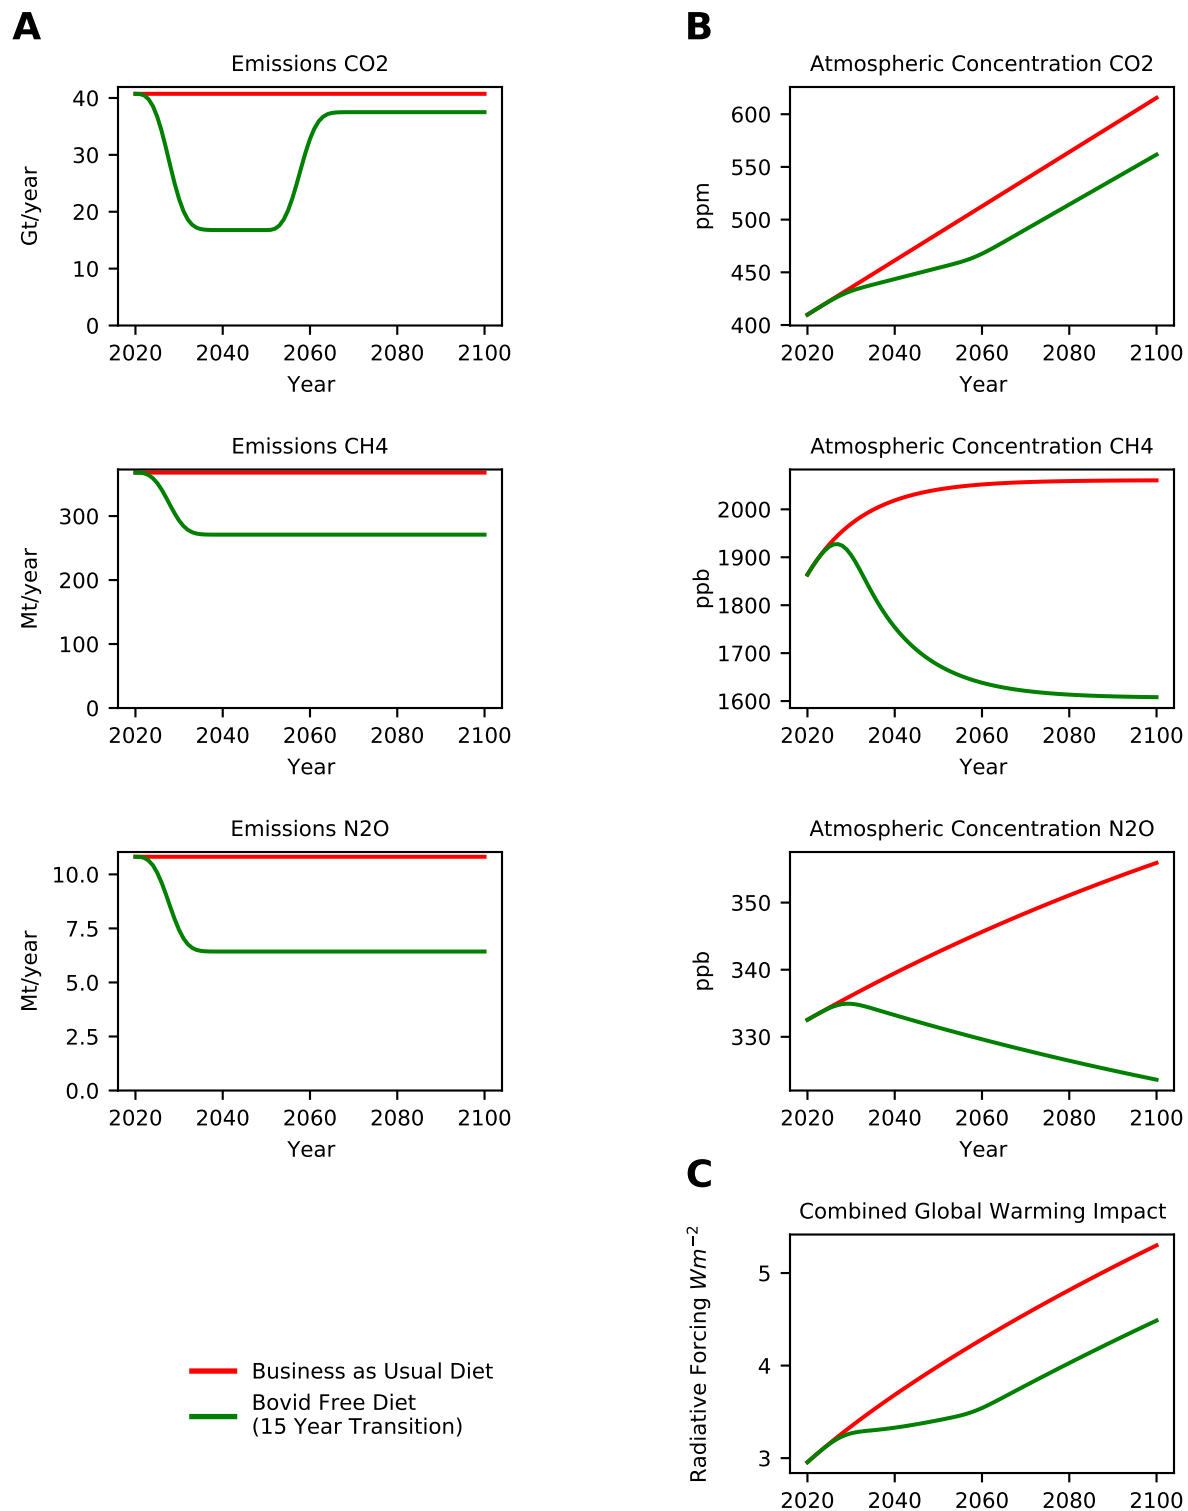 A
B
Emissions CO2
Gt/year
40
30
20
10
0
2020 2040 2060 2080 2100
Year
Atmospheric Concentration CO2
ppm
600
550
500
450
400
2020 2040 2060 2080 2100
Year
Emissions CH4
Mt/year
300
200
100
0
2020 2040 2060 2080 2100
Year
Atmospheric Concentration CH4
ppb
2000
1900
1800
1700
1600
2020 2040 2060 2080 2100
Year
Emissions N2O
Mt/year
10.0
7.5
5.0
2.5
0.0
2020 2040 2060 2080 2100
Year
Atmospheric Concentration N2O
ppb
350
340
330
2020 2040 2060 2080 2100
Year
C
Combined Global Warming Impact
Radiative Forcing Wm⁻²
5
4
3
2020 2040 2060 2080 2100
Business as Usual Diet
Bovid Free Diet
(15 Year Transition)